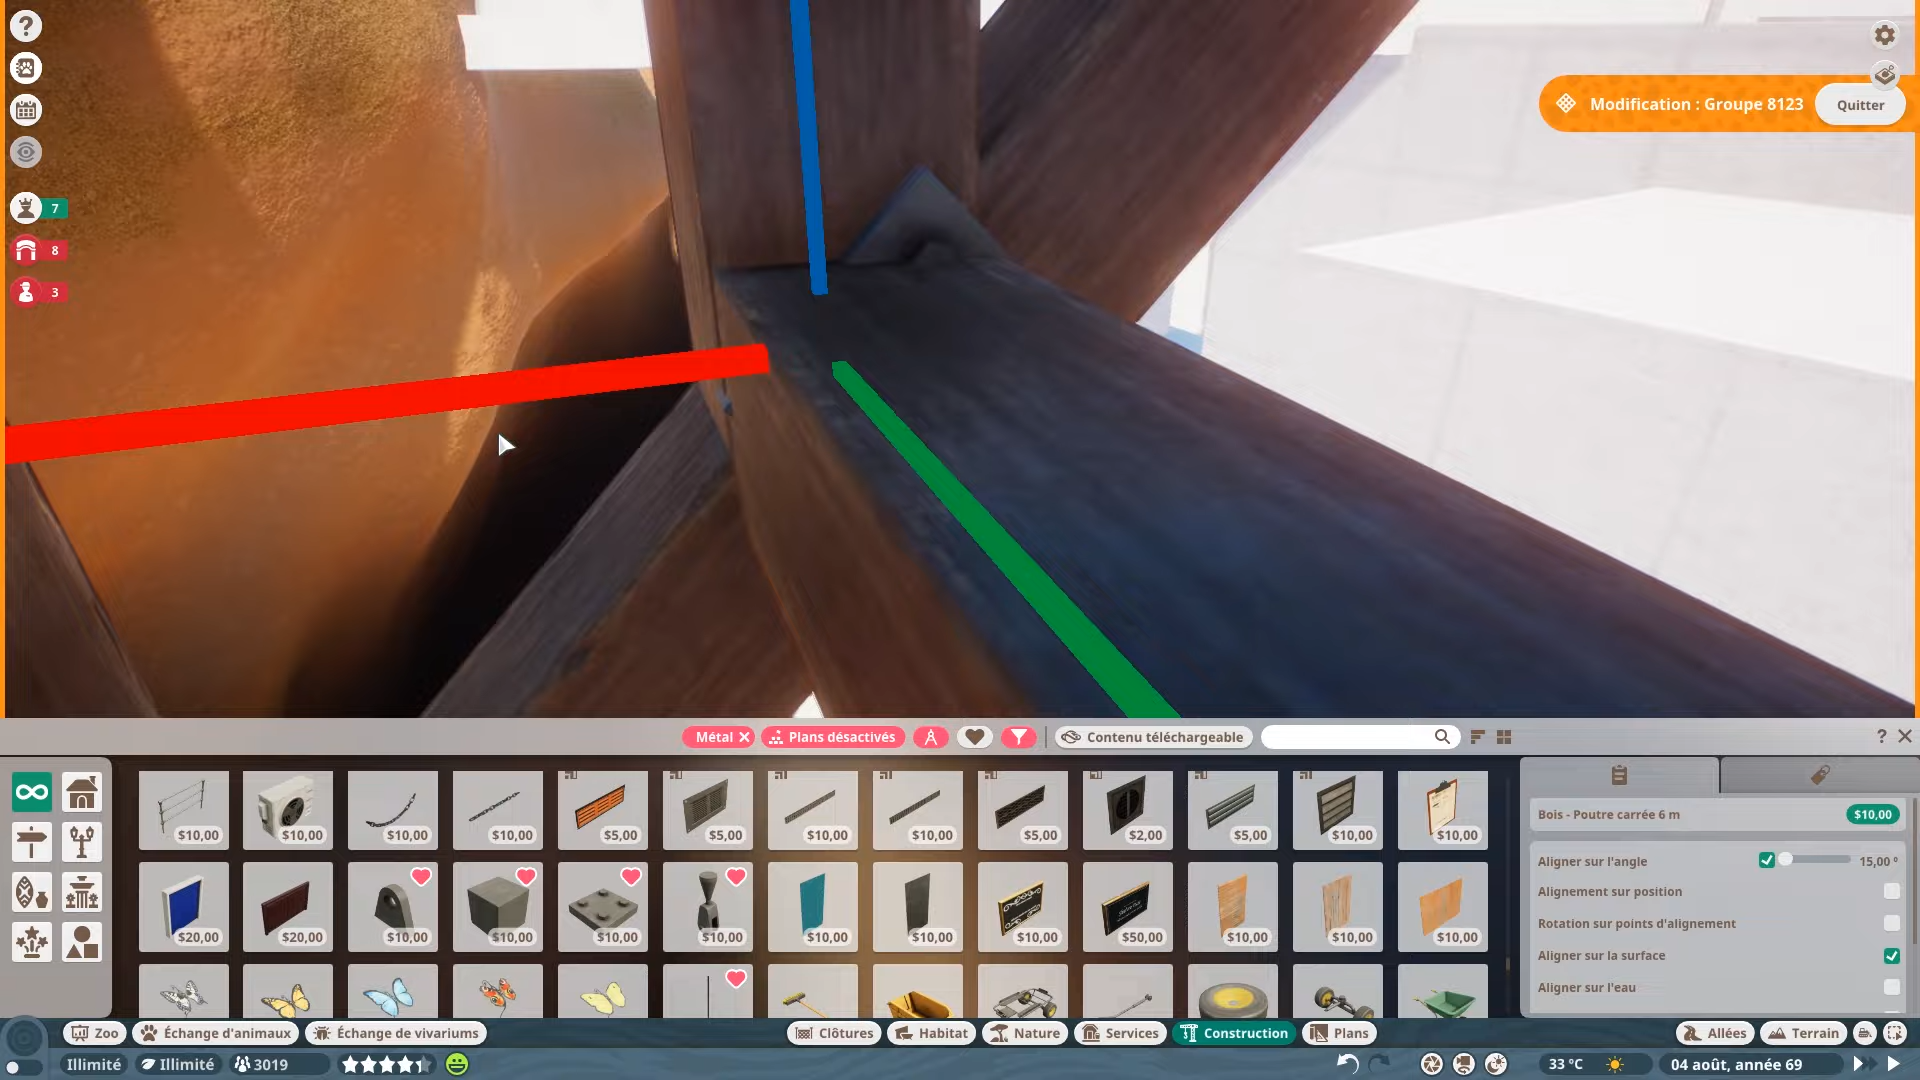 ?
Modification : Groupe 8123
Quitter
7
8
3
Métal
Plans désactivés
Contenu téléchargeable
?
$10,00 $10,00 $10,00 $10,00 $5,00 $5,00 $10,00 $10,00 $5,00 $2,00 $5,00 $10,00 $10,00
$20,00 $20,00 $10,00 $10,00 $10,00 $10,00 $10,00 $10,00 $10,00 $50,00 $10,00 $10,00 $10,00
Bois - Poutre carrée 6 m
$10,00
Aligner sur l'angle
15,00 °
Alignement sur position
Rotation sur points d'alignement
Aligner sur la surface
Aligner sur l'eau
Zoo
Échange d'animaux
Échange de vivariums
Clôtures
Habitat
Nature
Services
Construction
Plans
Allées
Terrain
Illimité
Illimité
3019
33 °C
04 août, année 69